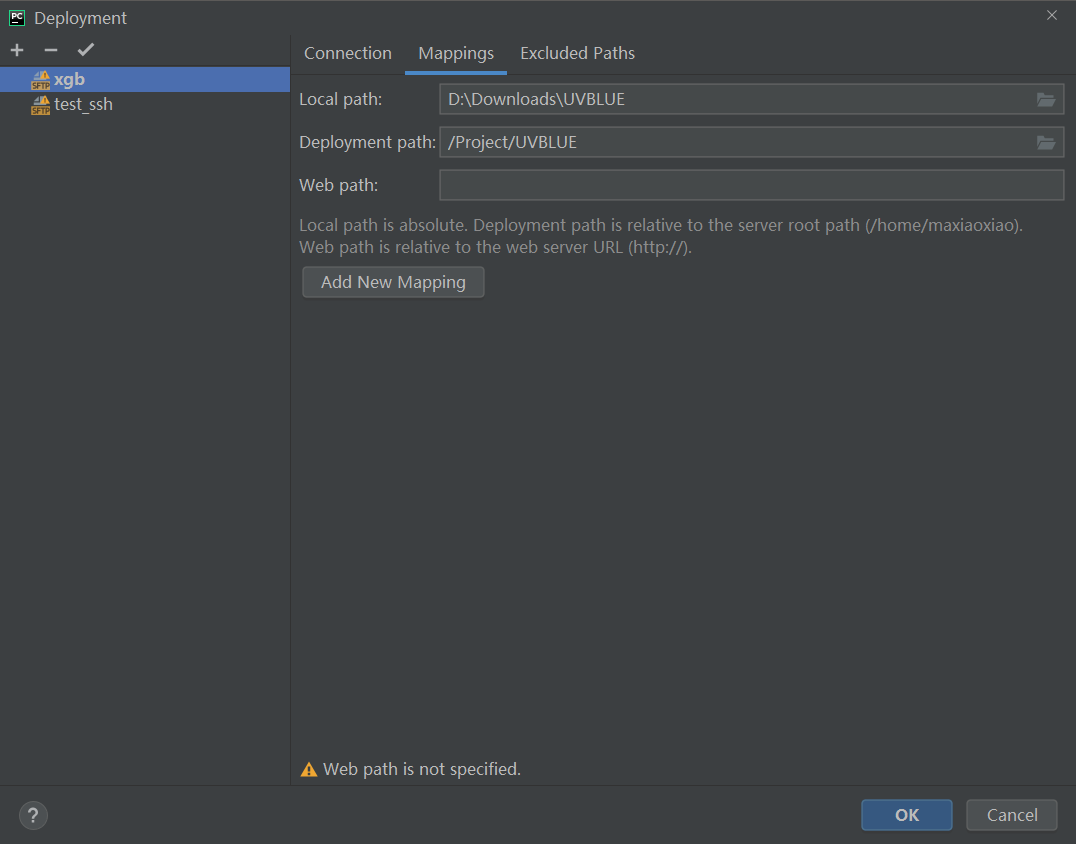 PC Deployment
xgb
SFTP
test_ssh
SFTP
Connection Mappings Excluded Paths
Local path: D:\Downloads\UVBLUE
Deployment path: /Project/UVBLUE
Web path:
Local path is absolute. Deployment path is relative to the server root path (/home/maxiaoxiao).
Web path is relative to the web server URL (http://).
Add New Mapping
Web path is not specified.
? OK Cancel